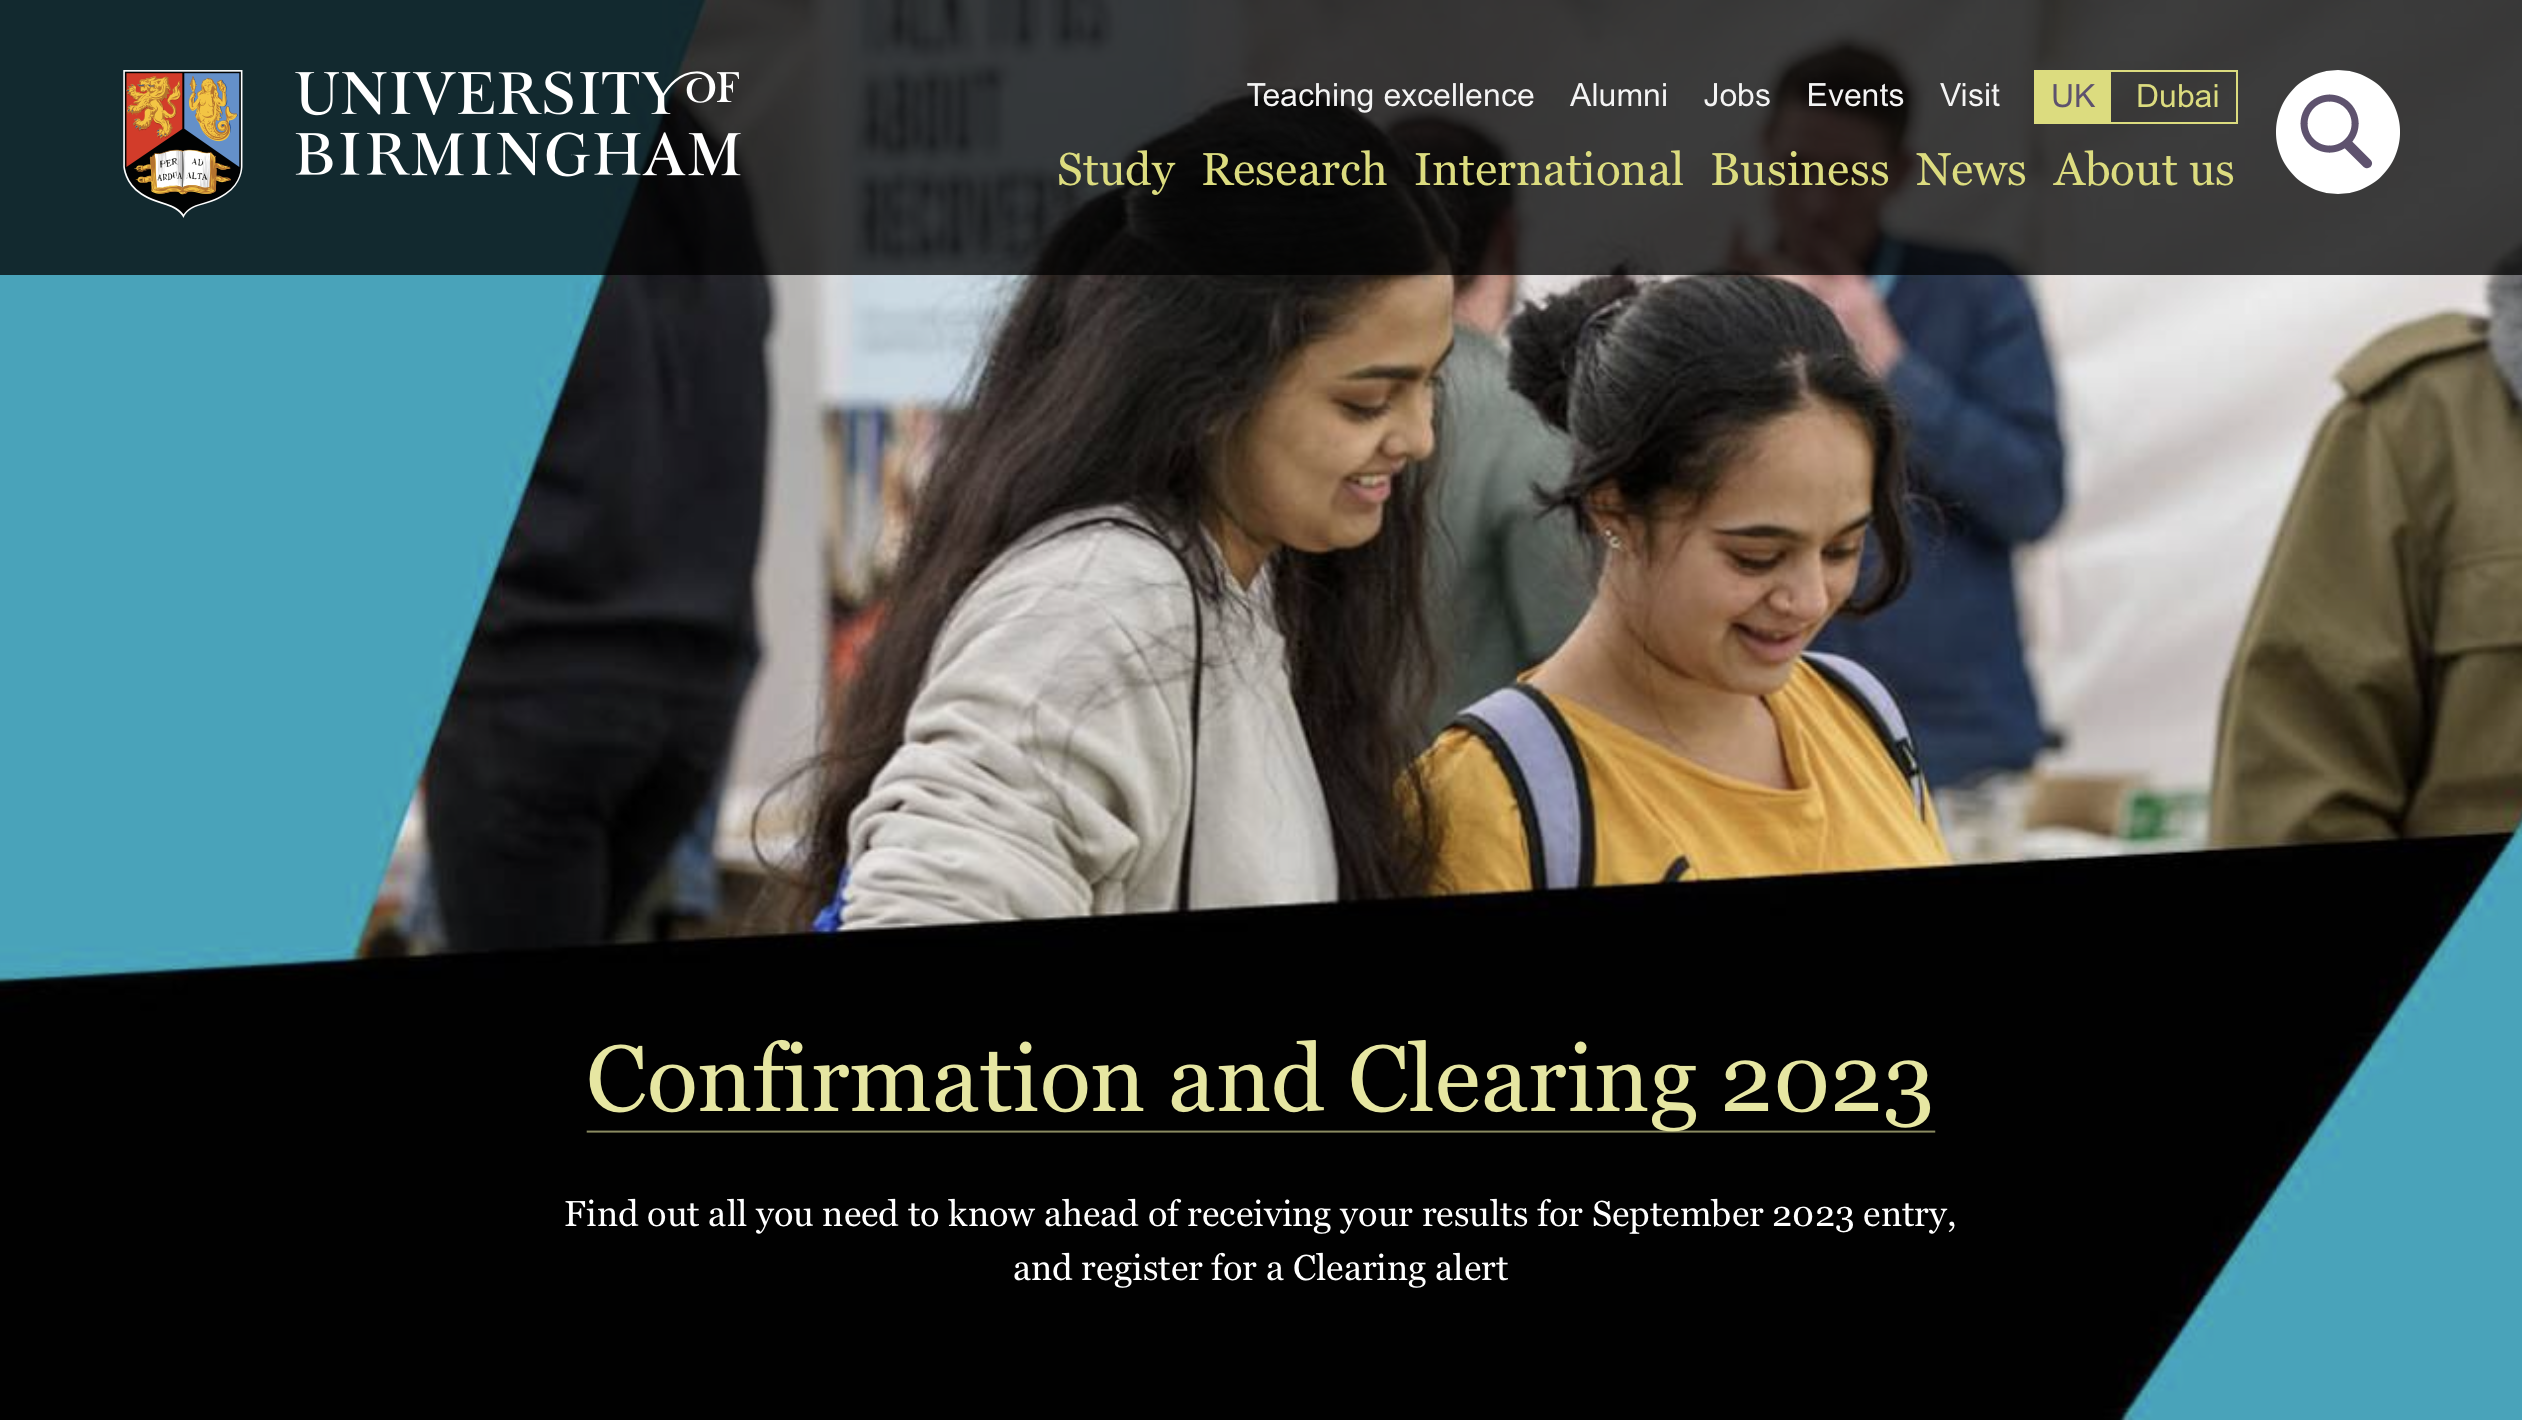 UNIVERSITY OF
BIRMINGHAM
PER AD
ARDUA ALTA
Teaching excellence Alumni Jobs Events Visit UK Dubai
Study Research International Business News About us
ABOUT
Confirmation and Clearing 2023
Find out all you need to know ahead of receiving your results for September 2023 entry,
and register for a Clearing alert